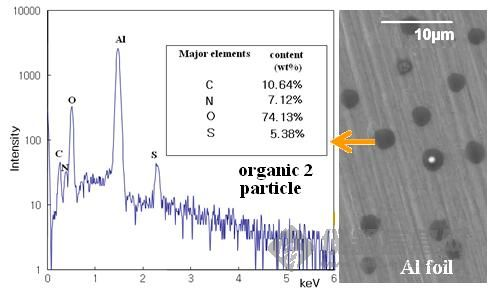 10000
1000
100
10
1
Intensity
0
1
2
3
4
5
6
keV
Al
O
C
N
S
Major elements content (wt%)
C 10.64%
N 7.12%
O 74.13%
S 5.38%
organic 2
particle
10μm
Al foil